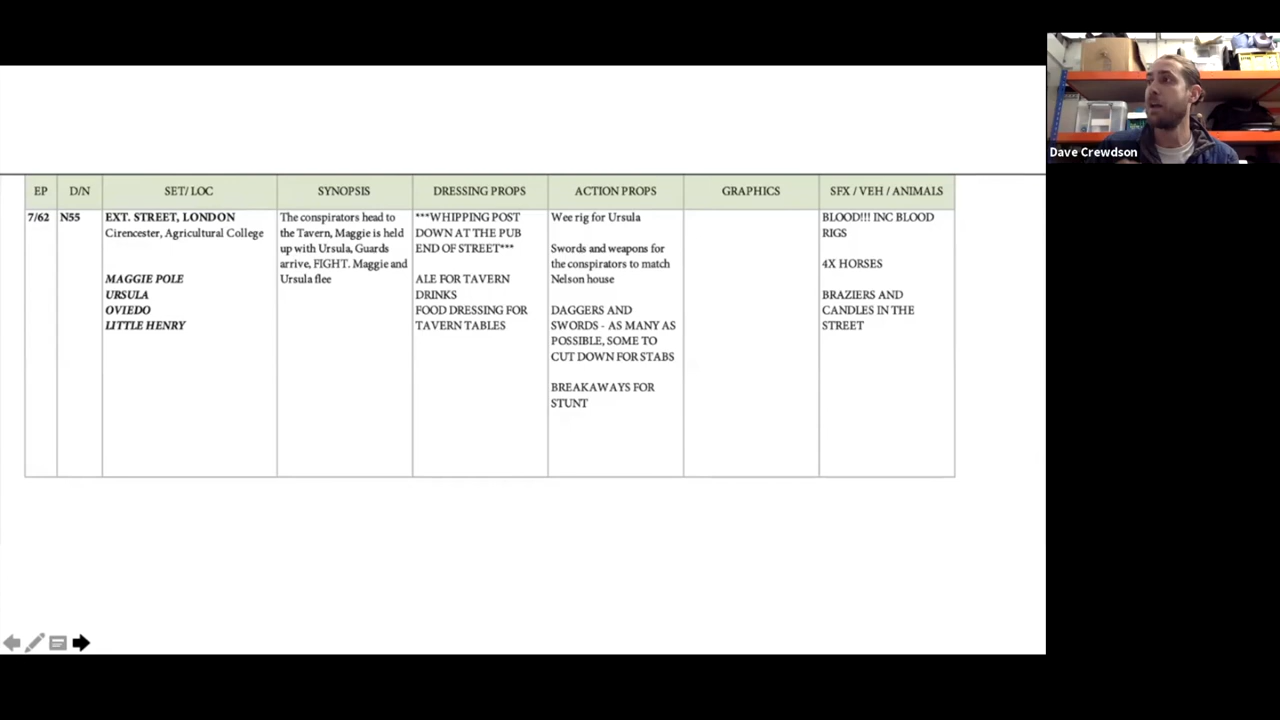 Dave Crewdson
EP
D/N
SET/ LOC
SYNOPSIS
DRESSING PROPS
ACTION PROPS
GRAPHICS
SFX / VEH / ANIMALS
7/62
N55
EXT. STREET, LONDON
Cirencester, Agricultural College
MAGGIE POLE
URSULA
OVIEDO
LITTLE HENRY
The conspirators head to
the Tavern, Maggie is held
up with Ursula, Guards
arrive, FIGHT. Maggie and
Ursula flee
***WHIPPING POST
DOWN AT THE PUB
END OF STREET***
ALE FOR TAVERN
DRINKS
FOOD DRESSING FOR
TAVERN TABLES
Wee rig for Ursula
Swords and weapons for
the conspirators to match
Nelson house
DAGGERS AND
SWORDS - AS MANY AS
POSSIBLE, SOME TO
CUT DOWN FOR STABS
BREAKAWAYS FOR
STUNT
BLOOD!!! INC BLOOD
RIGS
4X HORSES
BRAZIERS AND
CANDLES IN THE
STREET